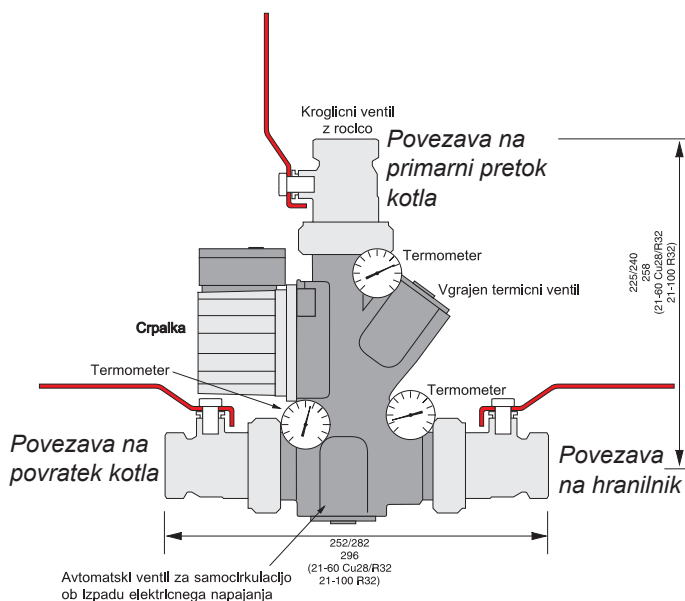 Kroglicni ventil
z rocIco
Povezava na
primarni pretok
kotla
Termometer
Vgrajen termicni ventil
225/240
258
(21-60 Cu28/R32
21-100 R32)
Crpalka
Termometer
Termometer
Povezava na
povratek kotla
Povezava
na hranilnik
252/282
296
(21-60 Cu28/R32
21-100 R32)
Avtomatski ventil za samocirkulacijo
ob Izpadu elektricnega napajanja